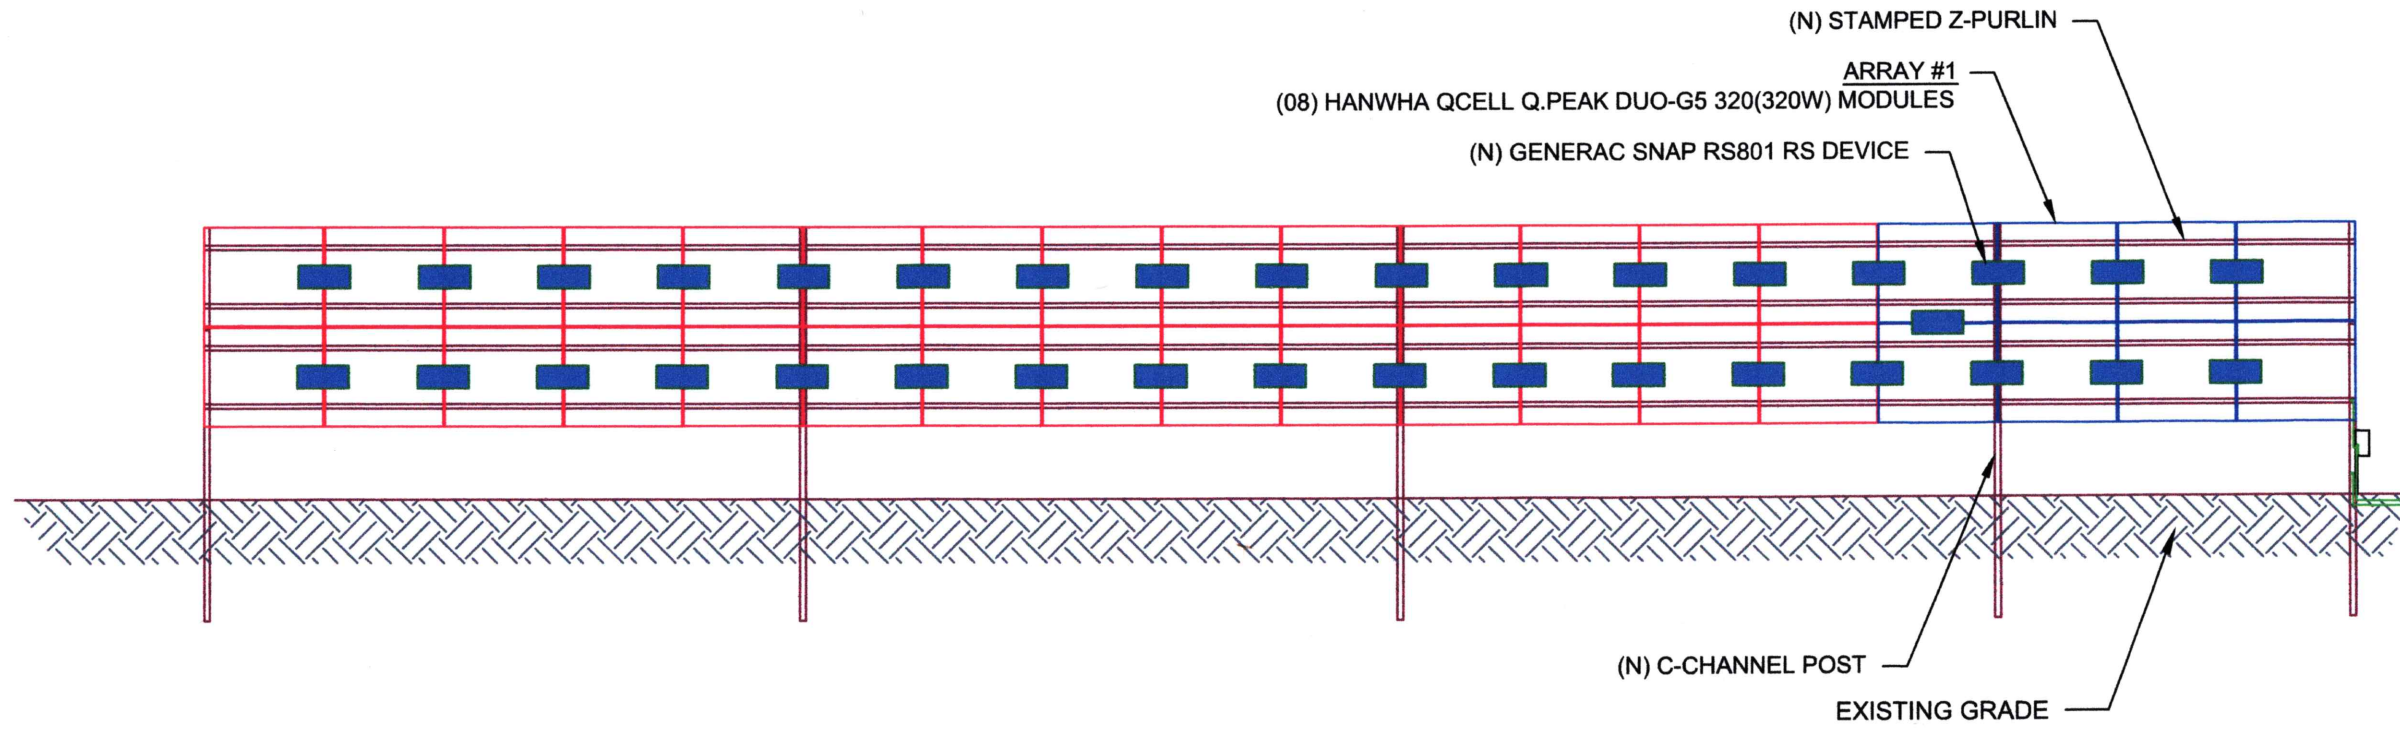 (N) STAMPED Z-PURLIN
ARRAY #1
(08) HANWHA QCELL Q.PEAK DUO-G5 320(320W) MODULES
(N) GENERAC SNAP RS801 RS DEVICE
(N) C-CHANNEL POST
EXISTING GRADE